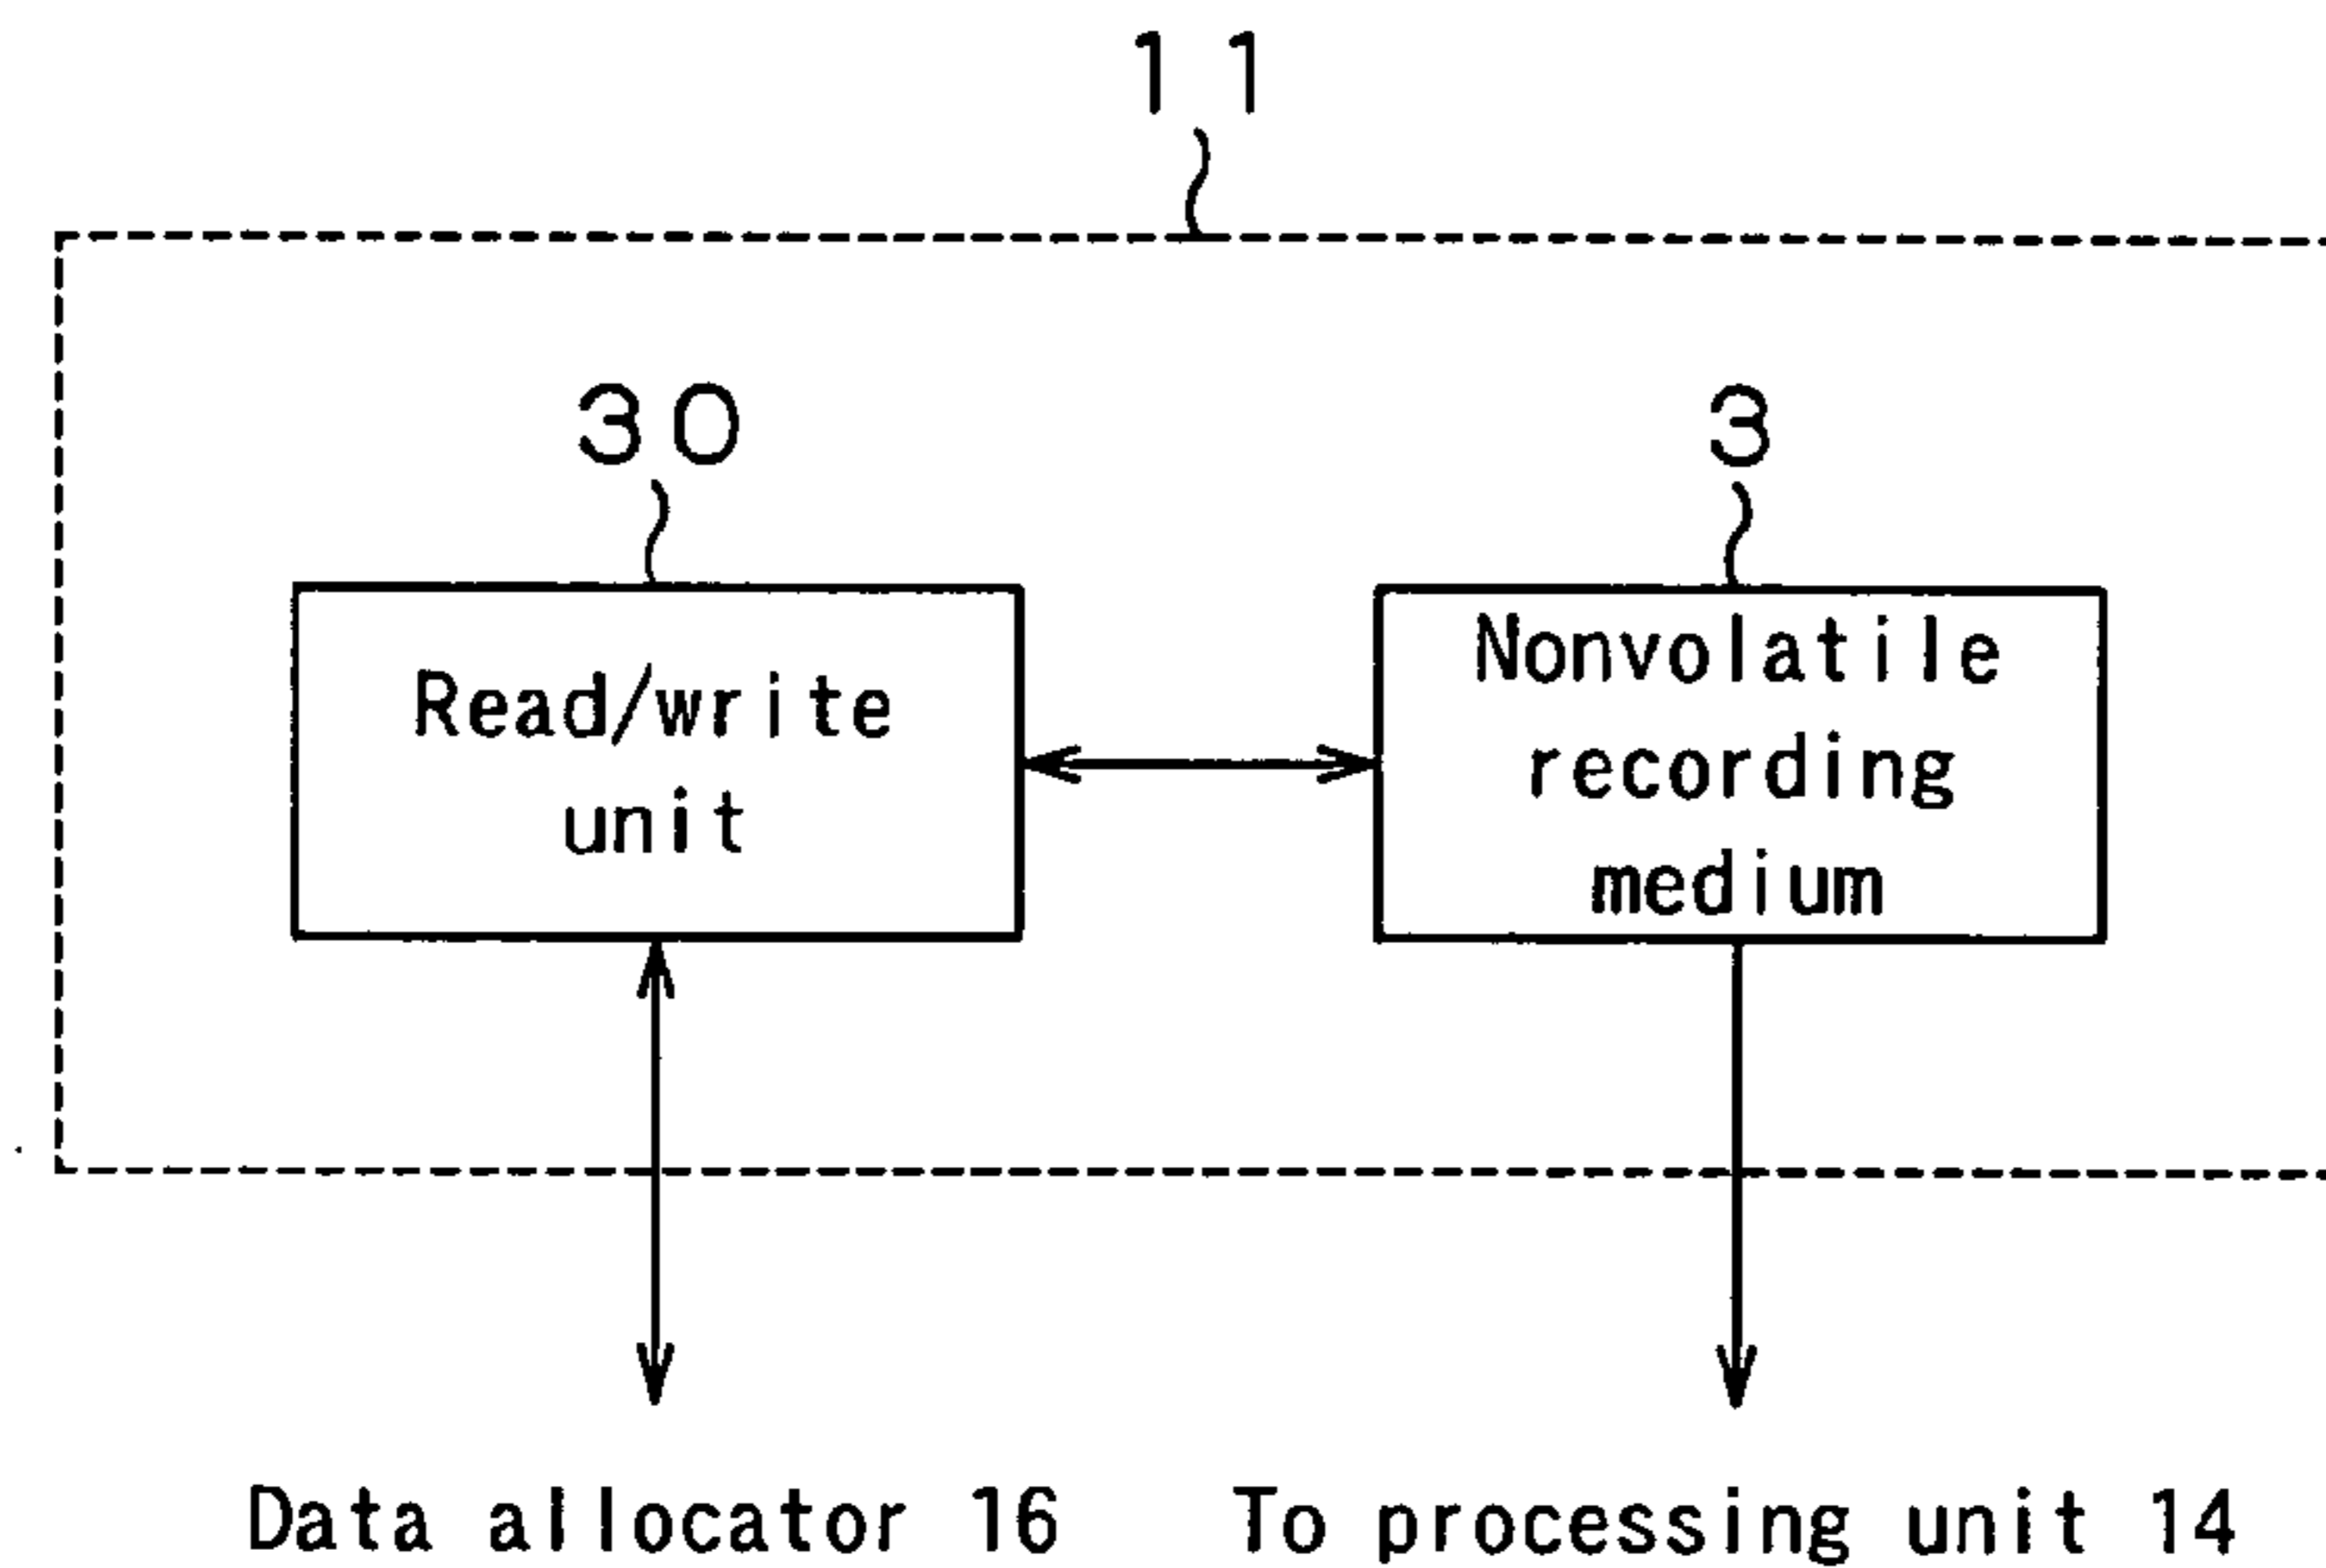 11
30
3
Read/write
unit
Nonvolatile
recording
medium
Data allocator 16
To processing unit 14